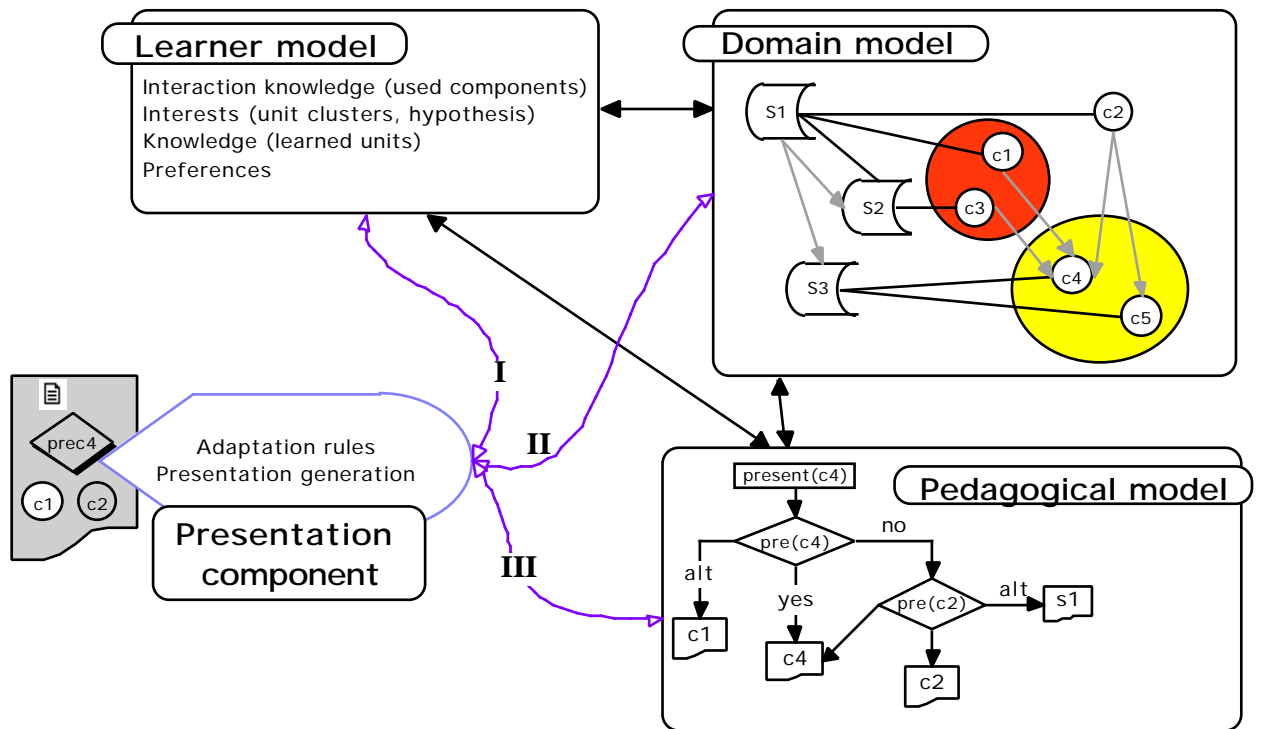 Learner model
Interaction knowledge (used components)
Interests (unit clusters, hypothesis)
Knowledge (learned units)
Preferences
Domain model
S1
c2
c1
S2
c3
c4
S3
c5
I
II
III
prec4
c1
c2
Adaptation rules
Presentation generation
Presentation
component
Pedagogical model
present(c4)
pre(c4)
no
alt
yes
pre(c2)
alt
s1
c1
c4
c2